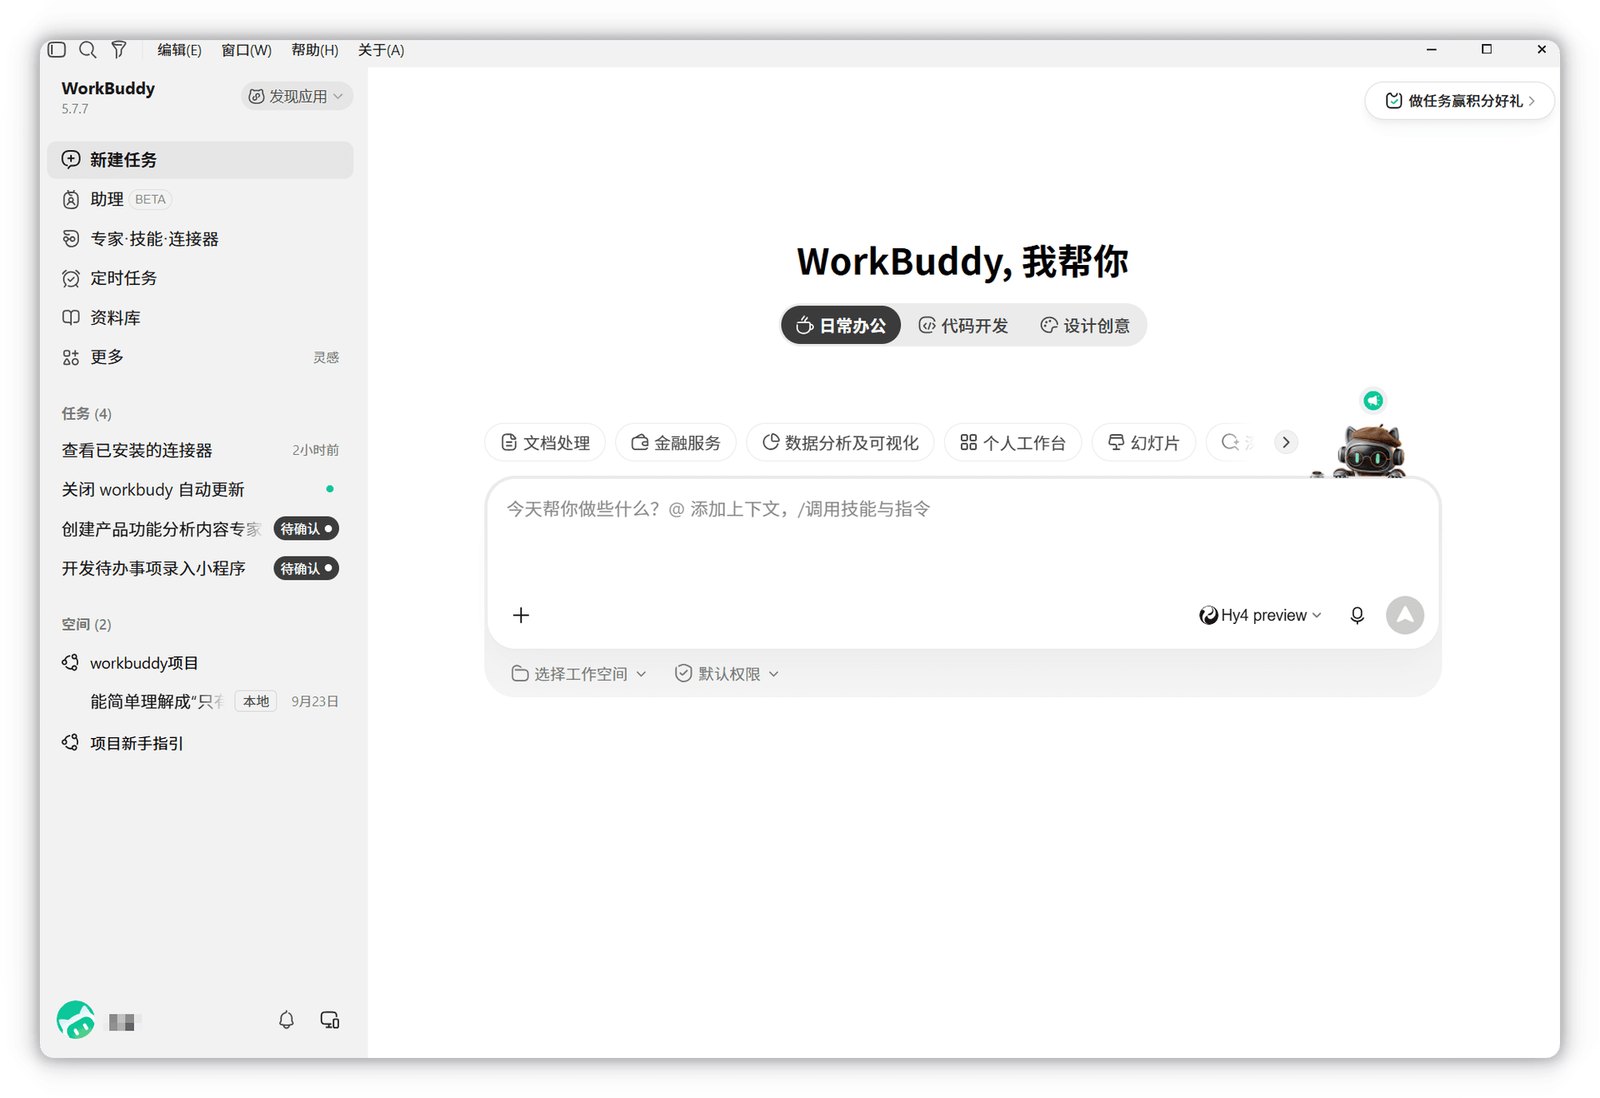 编辑(E) 窗口(W) 帮助(H) 关于(A)
WorkBuddy
5.7.7
发现应用
新建任务
助理 BETA
专家·技能·连接器
定时任务
资料库
更多 灵感
任务 (4)
查看已安装的连接器 2小时前
关闭 workbudy 自动更新
创建产品功能分析内容专家 待确认
开发待办事项录入小程序 待确认
空间 (2)
workbuddy项目
能简单理解成“只有 本地 9月23日
项目新手指引
做任务赢积分好礼
WorkBuddy, 我帮你
日常办公 代码开发 设计创意
文档处理 金融服务 数据分析及可视化 个人工作台 幻灯片
今天帮你做些什么？@ 添加上下文，/调用技能与指令
Hy4 preview
选择工作空间 默认权限